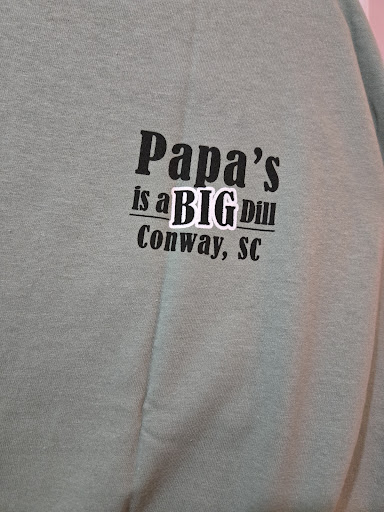 Papa's
is a BIG Dill
Conway, SC